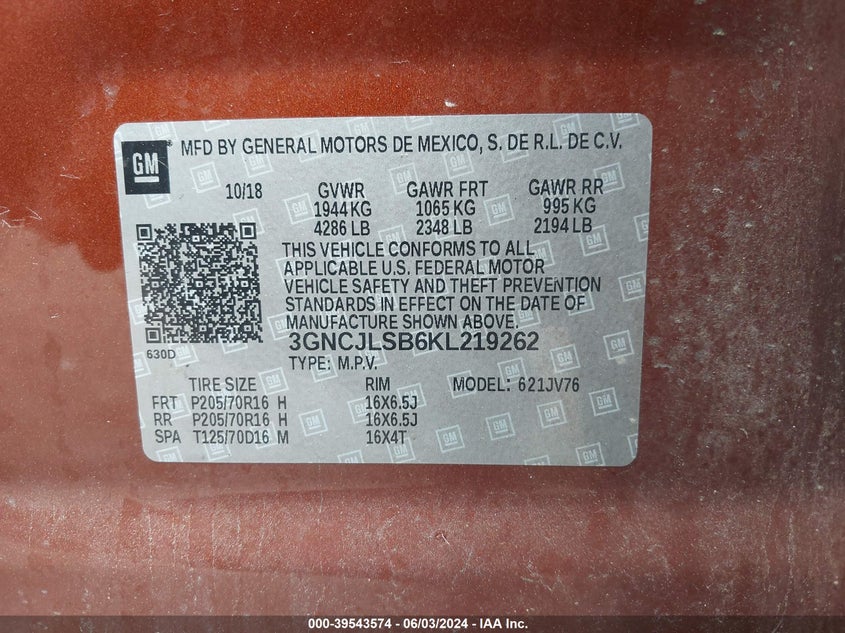 GM MFD BY GENERAL MOTORS DE MEXICO, S. DE R.L. DE C.V.
10/18 GVWR GAWR FRT GAWR RR
1944 KG 1065 KG 995 KG
4286 LB 2348 LB 2194 LB
THIS VEHICLE CONFORMS TO ALL
APPLICABLE U.S. FEDERAL MOTOR
VEHICLE SAFETY AND THEFT PREVENTION
STANDARDS IN EFFECT ON THE DATE OF
MANUFACTURE SHOWN ABOVE.
630D 3GNCJLSB6KL219262
TYPE: M.P.V.
TIRE SIZE RIM MODEL: 621JV76
FRT P205/70R16 H 16X6.5J
RR P205/70R16 H 16X6.5J
SPA T125/70D16 M 16X4T
000-39543574 - 06/03/2024 - IAA Inc.